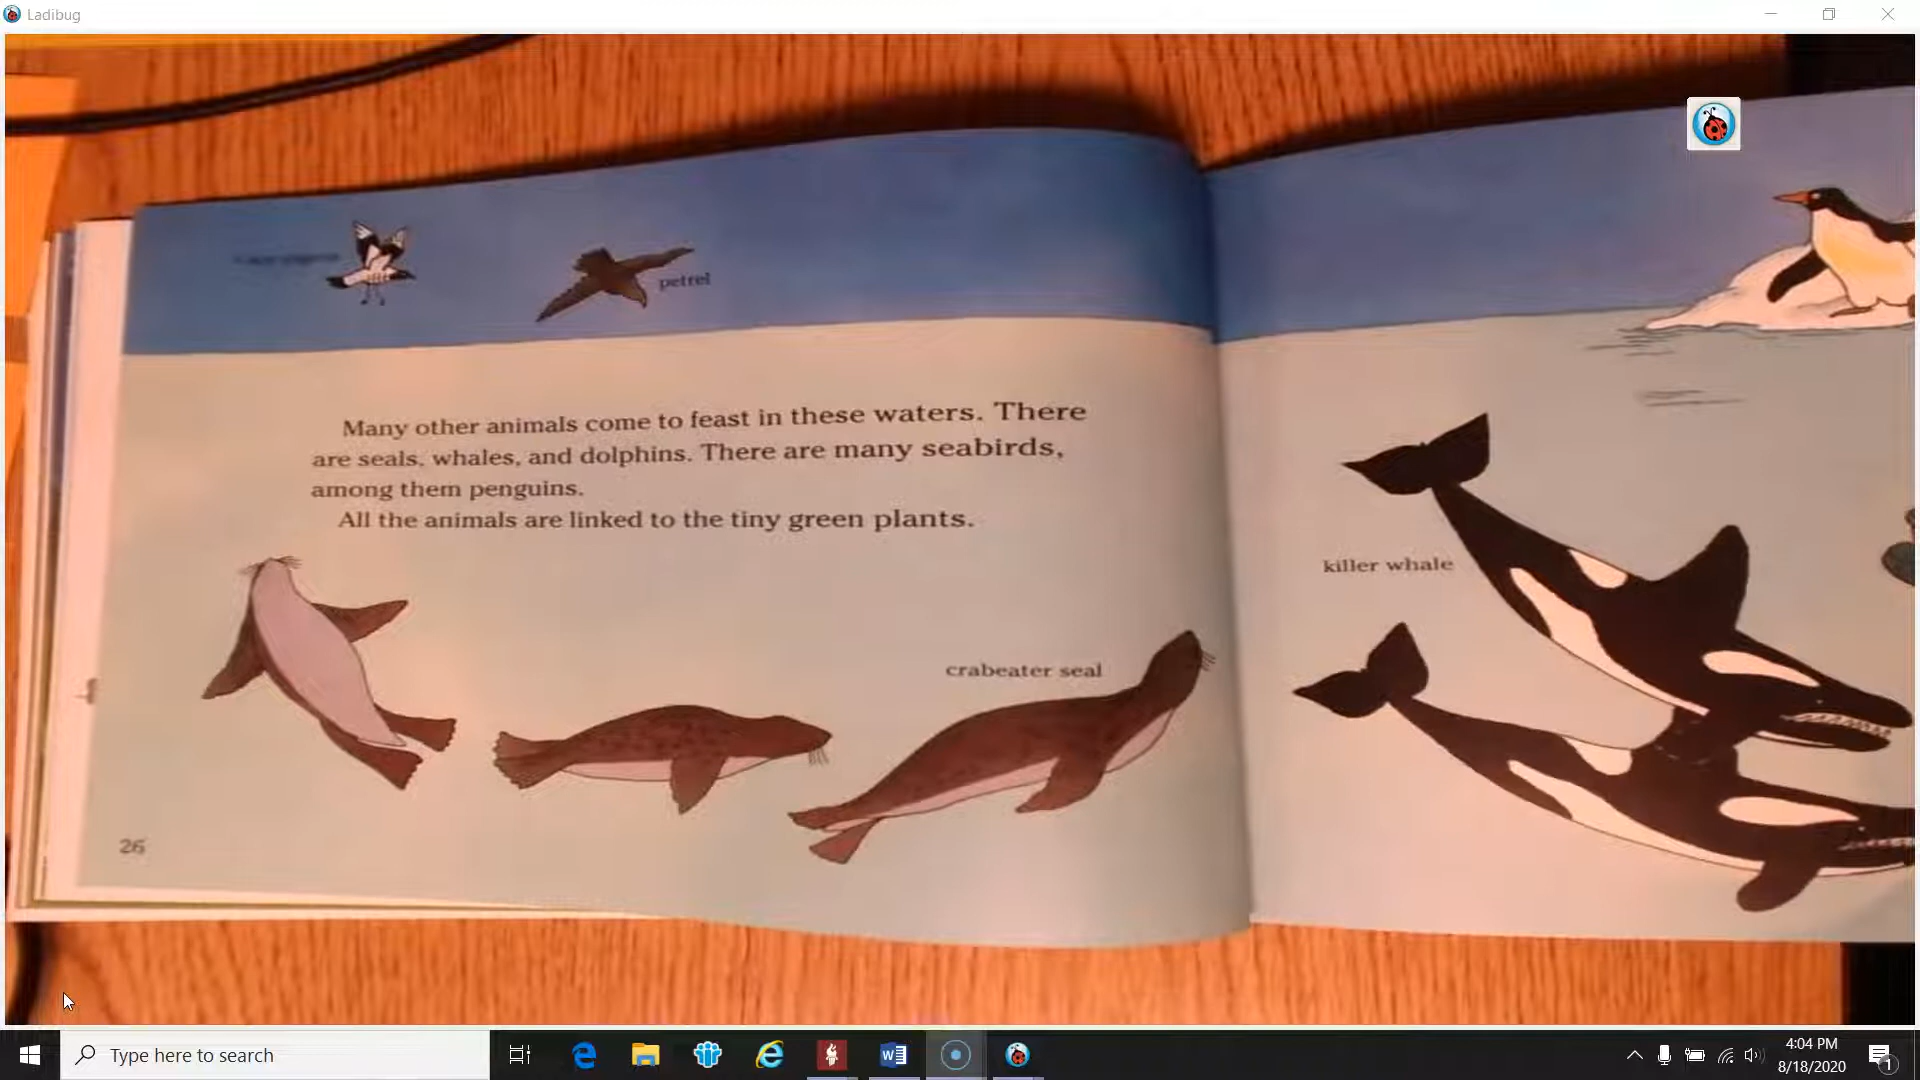 Ladibug
petrel
Many other animals come to feast in these waters. There
are seals, whales, and dolphins. There are many seabirds,
among them penguins.
All the animals are linked to the tiny green plants.
killer whale
crabeater seal
26
Type here to search
4:04 PM
8/18/2020
1